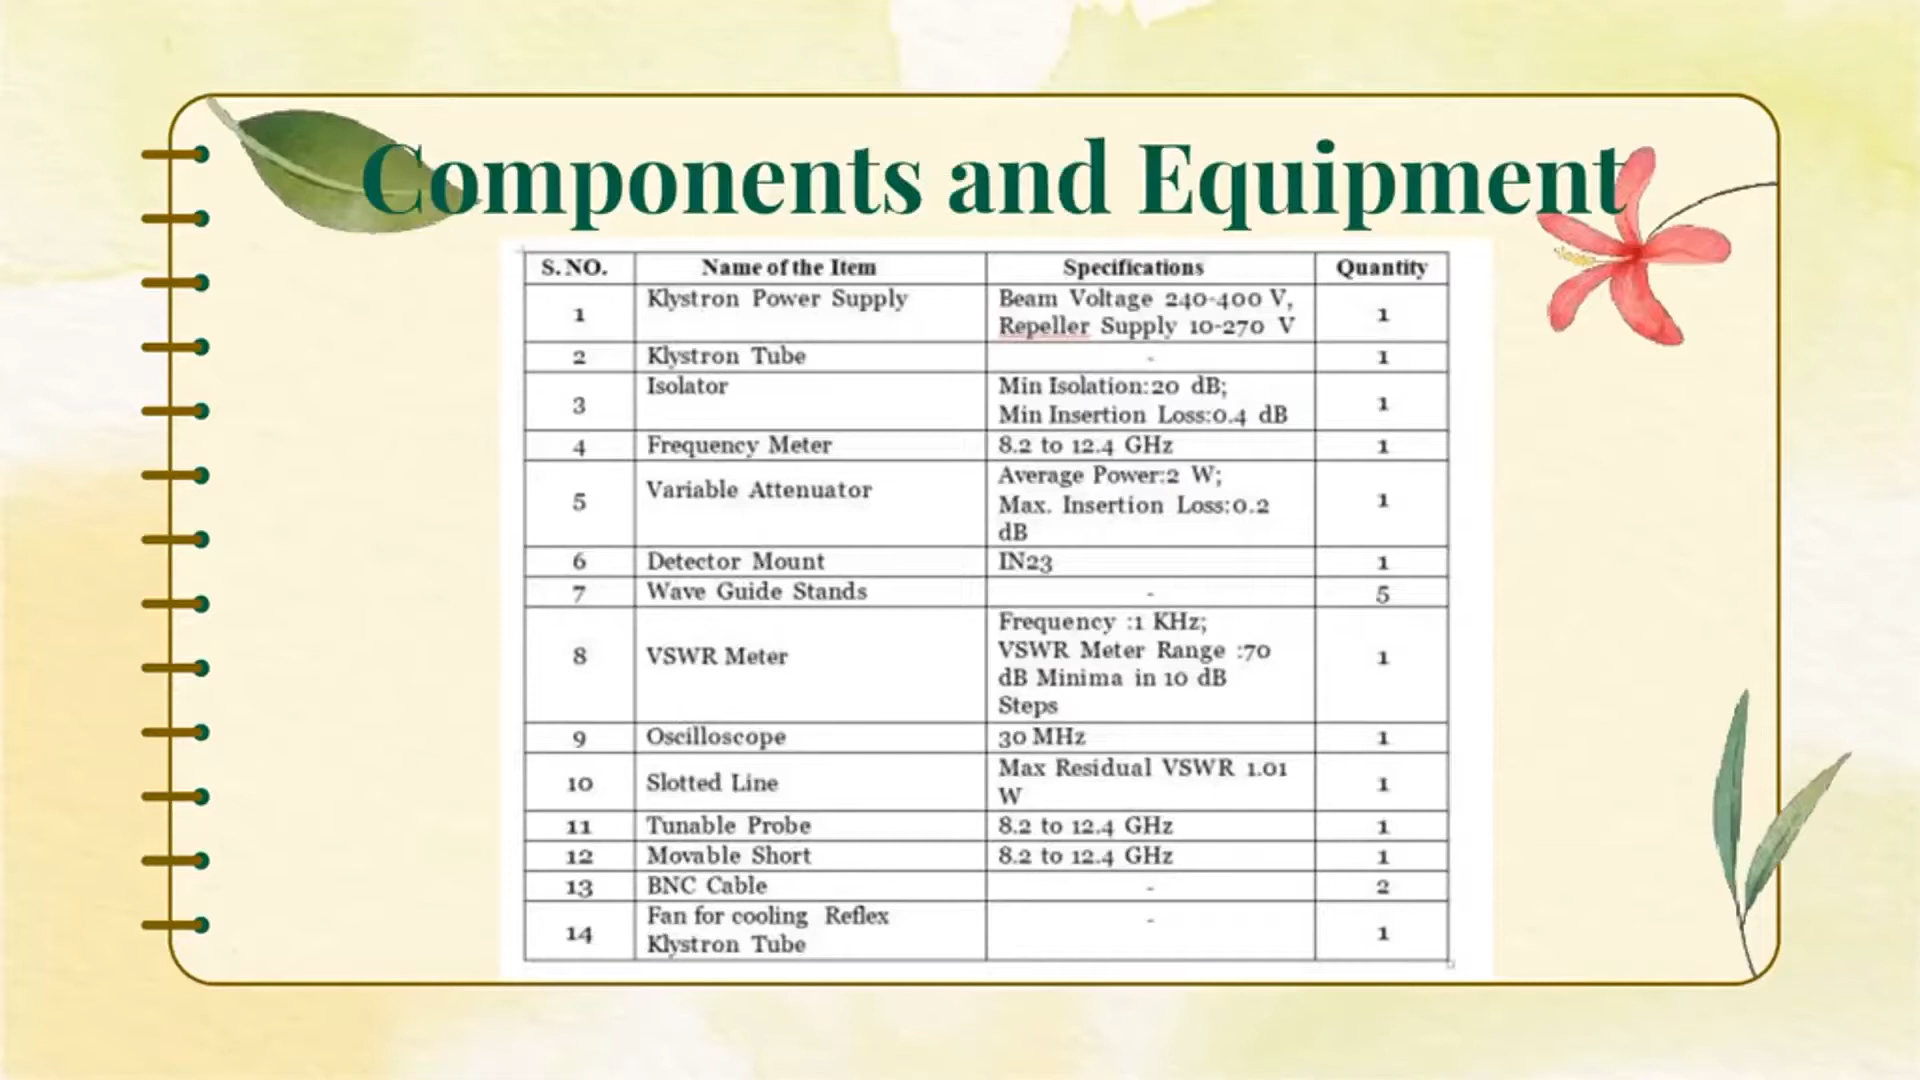 Components and Equipment
S. NO. Name of the Item Specifications Quantity
1 Klystron Power Supply Beam Voltage 240-400 V, 1
Repeller Supply 10-270 V
2 Klystron Tube - 1
3 Isolator Min Isolation:20 dB; 1
Min Insertion Loss:0.4 dB
4 Frequency Meter 8.2 to 12.4 GHz 1
5 Variable Attenuator Average Power:2 W; 1
Max. Insertion Loss:0.2
dB
6 Detector Mount IN23 1
7 Wave Guide Stands - 5
8 VSWR Meter Frequency :1 KHz; 1
VSWR Meter Range :70
dB Minima in 10 dB
Steps
9 Oscilloscope 30 MHz 1
10 Slotted Line Max Residual VSWR 1.01 1
W
11 Tunable Probe 8.2 to 12.4 GHz 1
12 Movable Short 8.2 to 12.4 GHz 1
13 BNC Cable - 2
14 Fan for cooling Reflex - 1
Klystron Tube